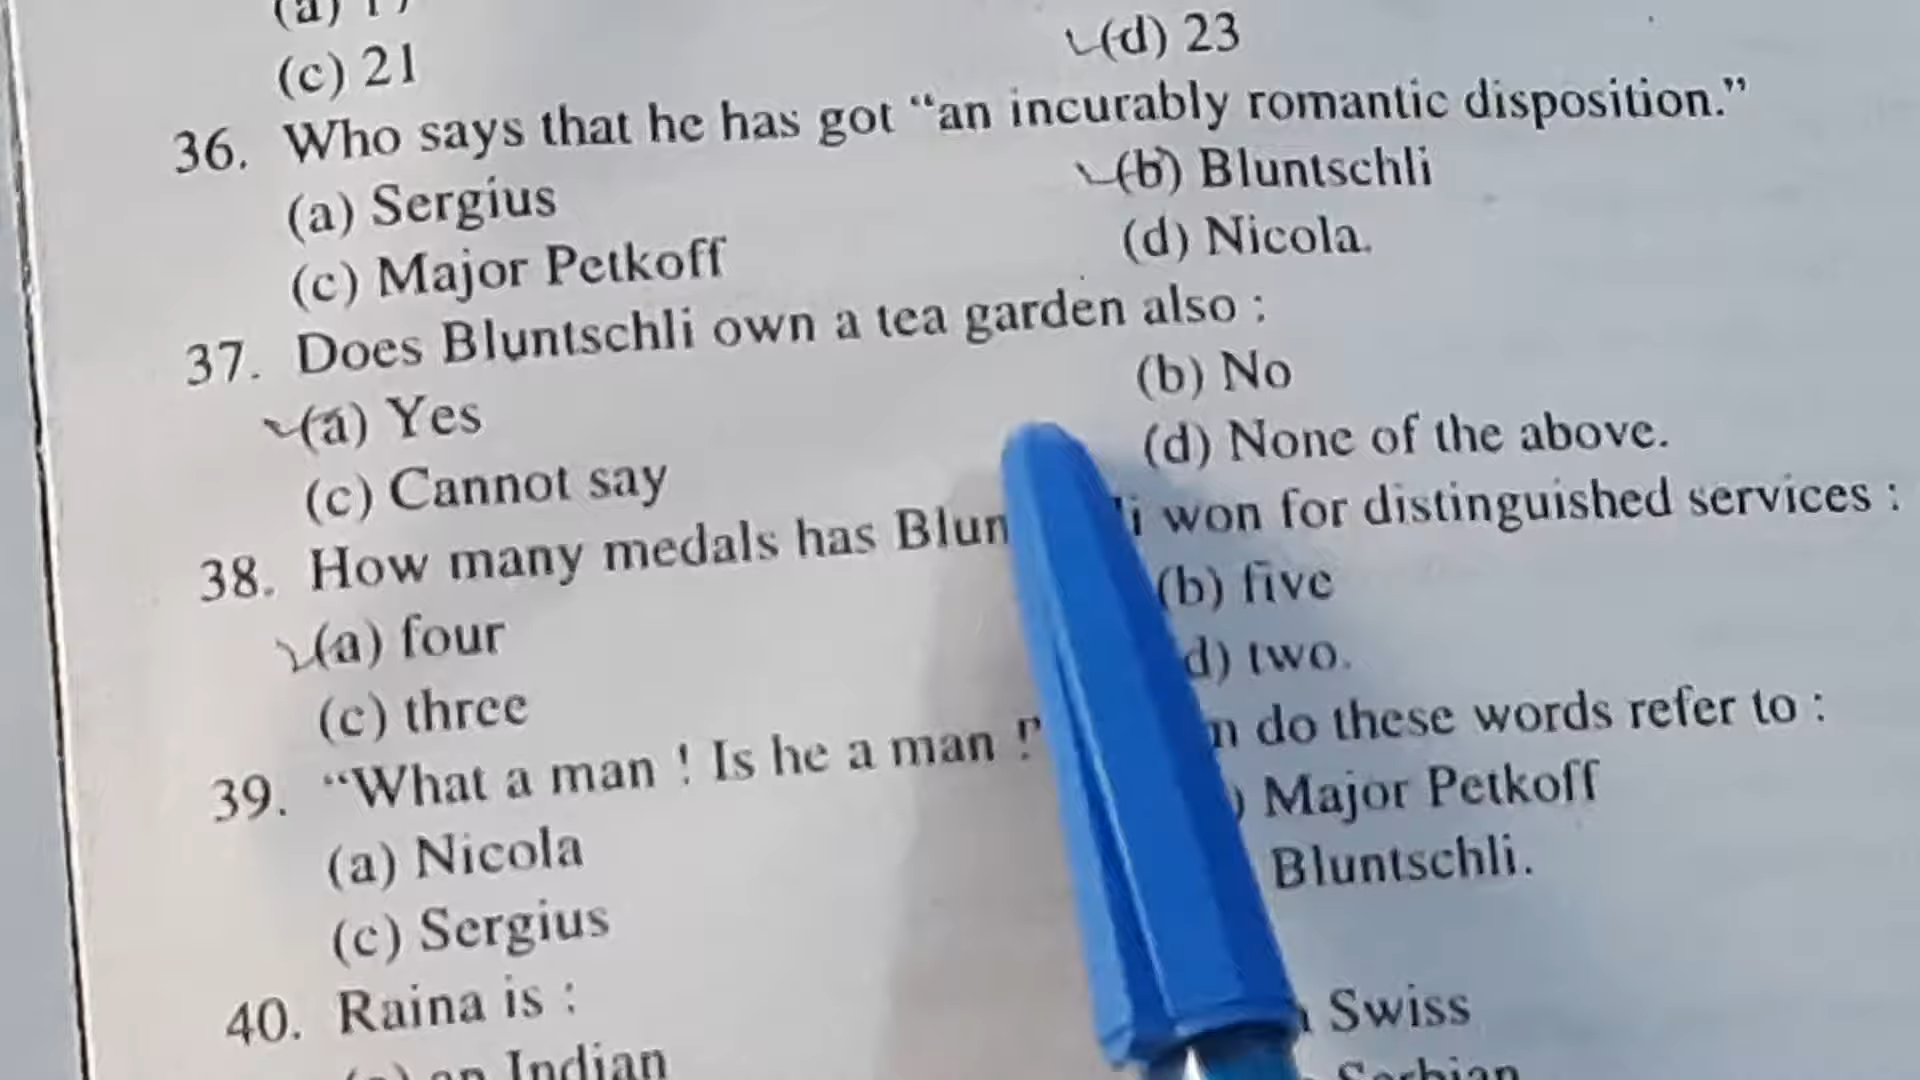 (c) 21
(d) 23
36. Who says that he has got “an incurably romantic disposition.”
(a) Sergius
(b) Bluntschli
(c) Major Petkoff
(d) Nicola.
37. Does Bluntschli own a tea garden also :
(a) Yes
(b) No
(c) Cannot say
(d) None of the above.
38. How many medals has Blun i won for distinguished services :
(a) four
(b) five
(c) three
d) two.
39. “What a man ! Is he a man !” n do these words refer to :
(a) Nicola
) Major Petkoff
(c) Sergius
Bluntschli.
40. Raina is :
Swiss
an Indian
Serbian